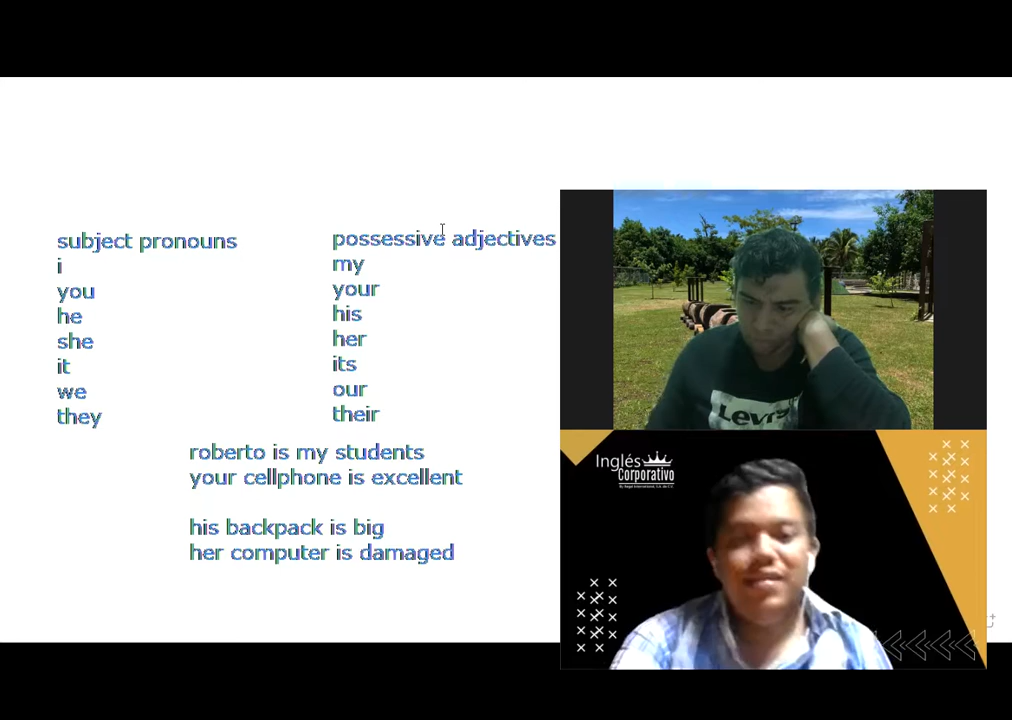 subject pronouns
i
you
he
she
it
we
they
possessive adjectives
my
your
his
her
its
our
their
roberto is my students
your cellphone is excellent
his backpack is big
her computer is damaged
Levi's
Inglés
Corporativo